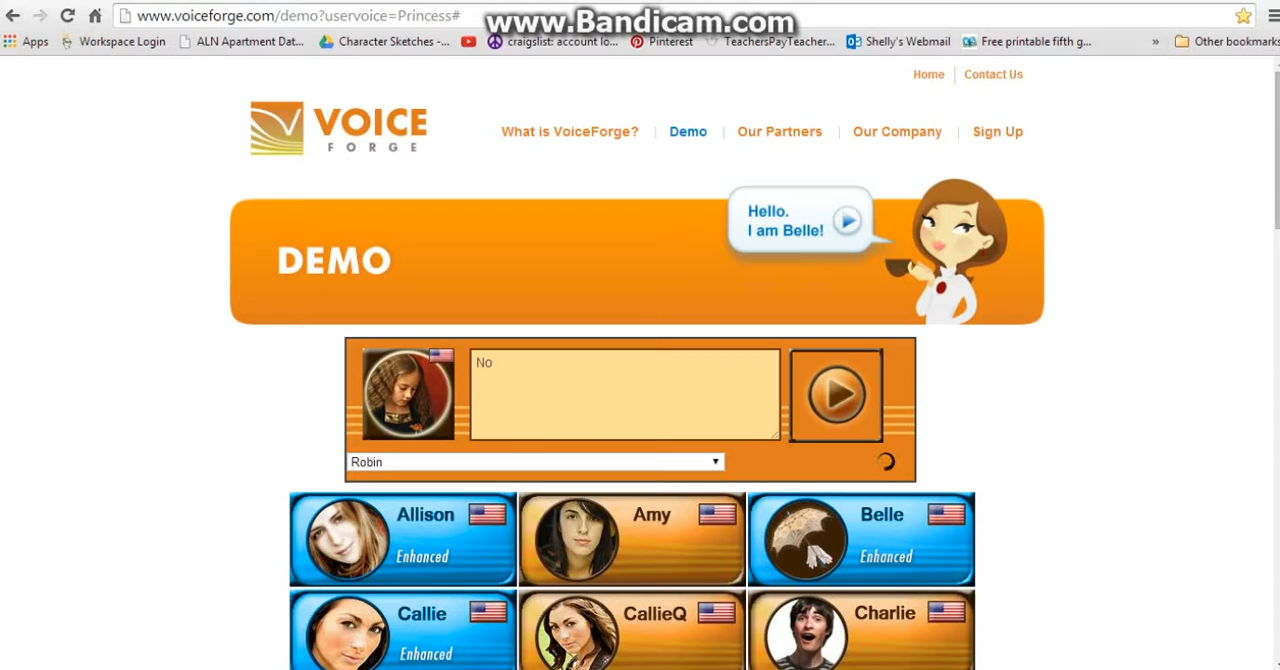 www.voiceforge.com/demo?uservoice=Princess#
www.Bandicam.com
Apps
Workspace Login
ALN Apartment Dat...
Character Sketches -...
craigslist: account lo...
Pinterest
TeachersPayTeacher...
Shelly's Webmail
Free printable fifth g...
»
Other bookmarks
Home
Contact Us
VOICE
FORGE
What is VoiceForge?
Demo
Our Partners
Our Company
Sign Up
Hello.
I am Belle!
DEMO
No
Robin
Allison
Enhanced
Amy
Belle
Enhanced
Callie
Enhanced
CallieQ
Charlie